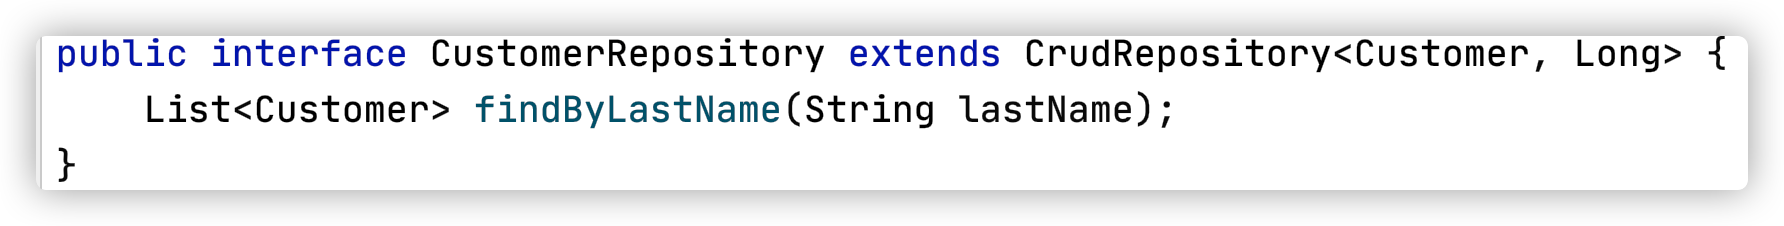 public interface CustomerRepository extends CrudRepository<Customer, Long> {
    List<Customer> findByLastName(String lastName);
}